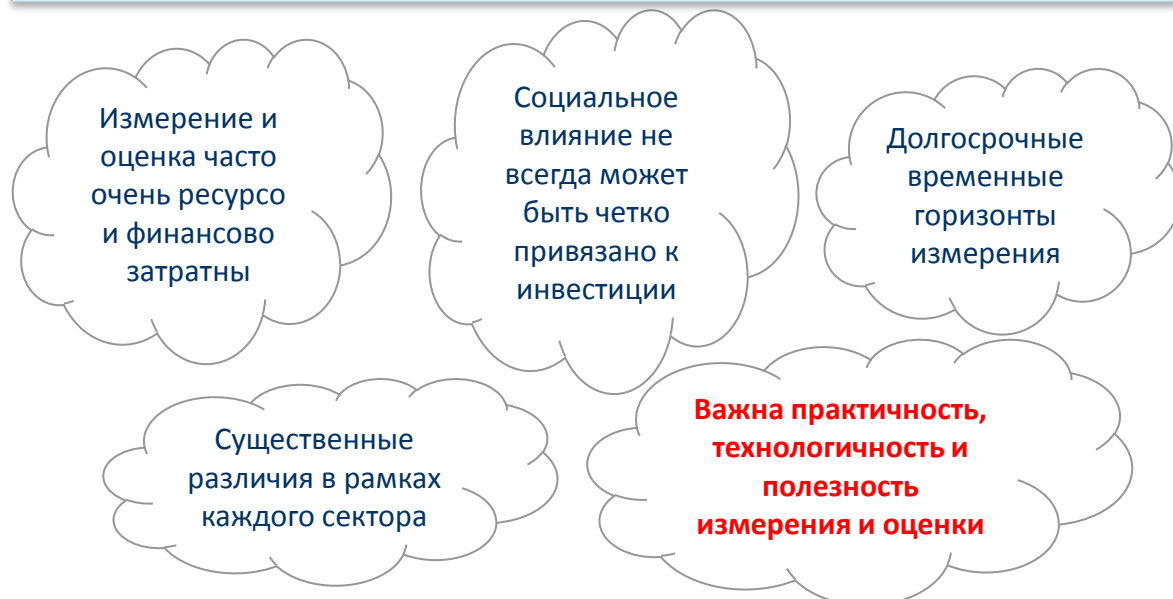 Измерение и
оценка часто
очень ресурсо
и финансово
затратны
Социальное
влияние не
всегда может
быть четко
привязано к
инвестиции
Долгосрочные
временные
горизонты
измерения
Существенные
различия в рамках
каждого сектора
Важна практичность,
технологичность и
полезность
измерения и оценки